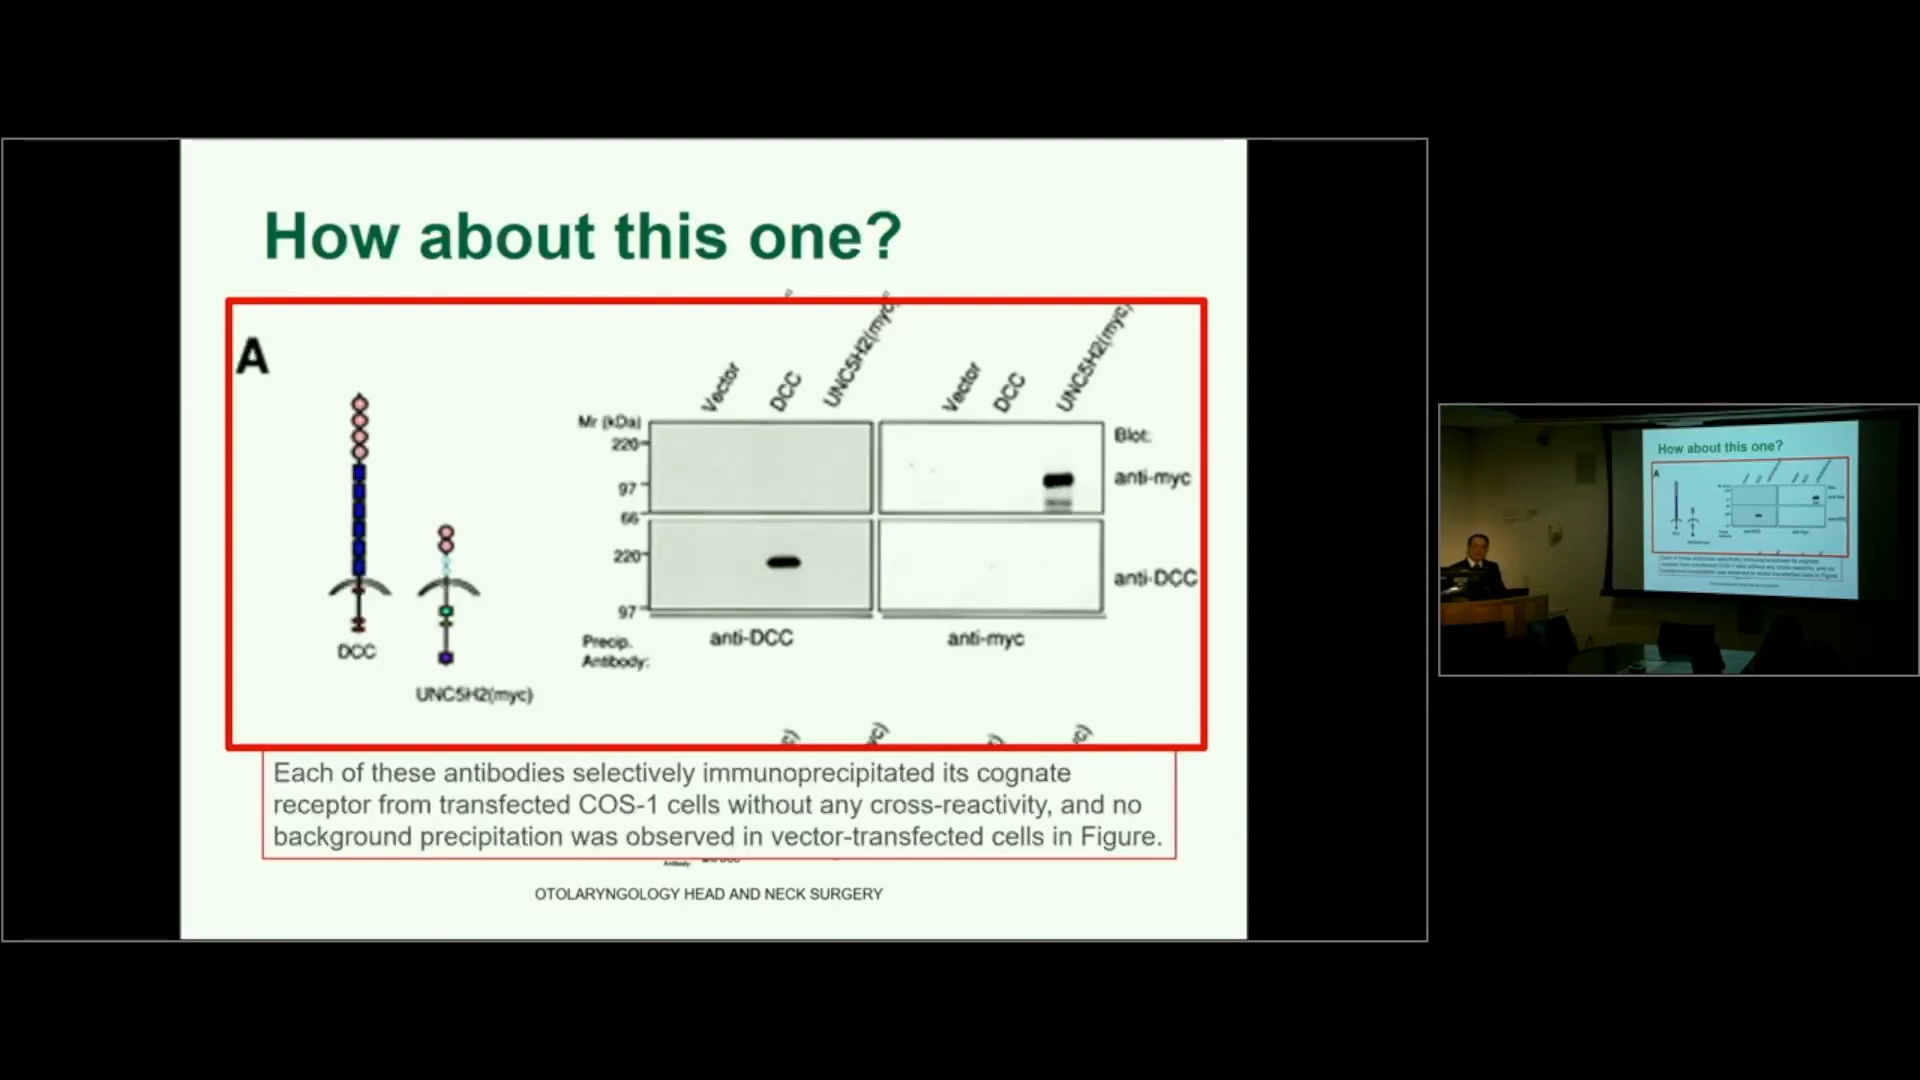 How about this one?
A
Vector
DCC
UNC5H2(myc)
Vector
DCC
UNC5H2(myc)
Mr (kDa)
220
97
66
220
97
Blot:
anti-myc
anti-DCC
Precip.
Antibody:
anti-DCC
anti-myc
DCC
UNC5H2(myc)
Each of these antibodies selectively immunoprecipitated its cognate
receptor from transfected COS-1 cells without any cross-reactivity, and no
background precipitation was observed in vector-transfected cells in Figure.
OTOLARYNGOLOGY HEAD AND NECK SURGERY
How about this one?
A